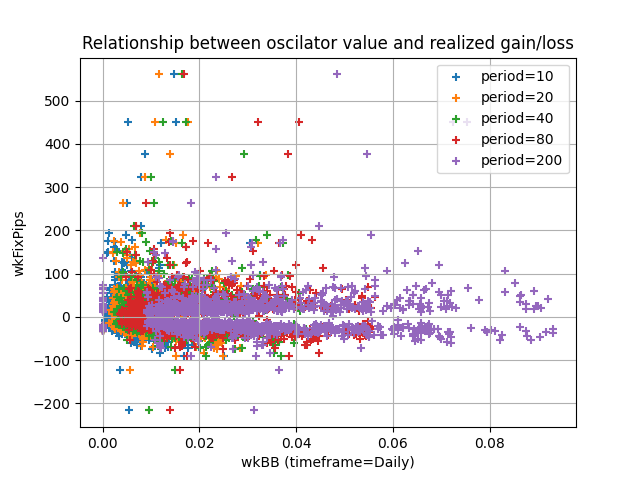 Relationship between oscilator value and realized gain/loss
period=10
period=20
period=40
period=80
period=200
wkFixPips
500
400
300
200
100
0
−100
−200
0.00 0.02 0.04 0.06 0.08
wkBB (timeframe=Daily)